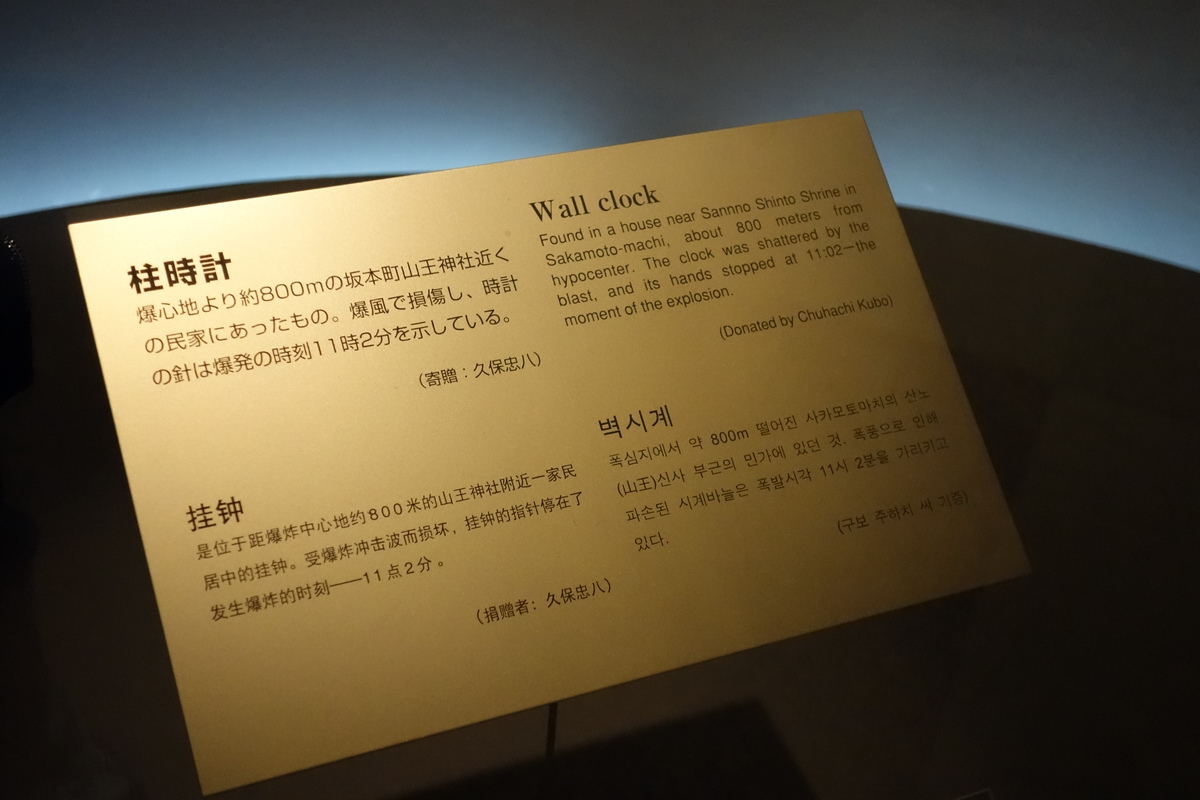 柱時計
爆心地より約800mの坂本町山王神社近く
の民家にあったもの。爆風で損傷し、時計
の針は爆発の時刻11時2分を示している。
（寄贈：久保忠八）
Wall clock
Found in a house near Sannno Shinto Shrine in
Sakamoto-machi, about 800 meters from
hypocenter. The clock was shattered by the
blast, and its hands stopped at 11:02—the
moment of the explosion.
(Donated by Chuhachi Kubo)
挂钟
是位于距爆炸中心地约800米的山王神社附近一家民
居中的挂钟。受爆炸冲击波而损坏，挂钟的指针停在了
发生爆炸的时刻——11点2分。
（捐赠者：久保忠八）
벽시계
폭심지에서 약 800m 떨어진 사카모토마치의 산노
(山王)신사 부근의 민가에 있던 것. 폭풍으로 인해
파손된 시계바늘은 폭발시각 11시 2분을 가리키고
있다.
(구보 주하치 씨 기증)